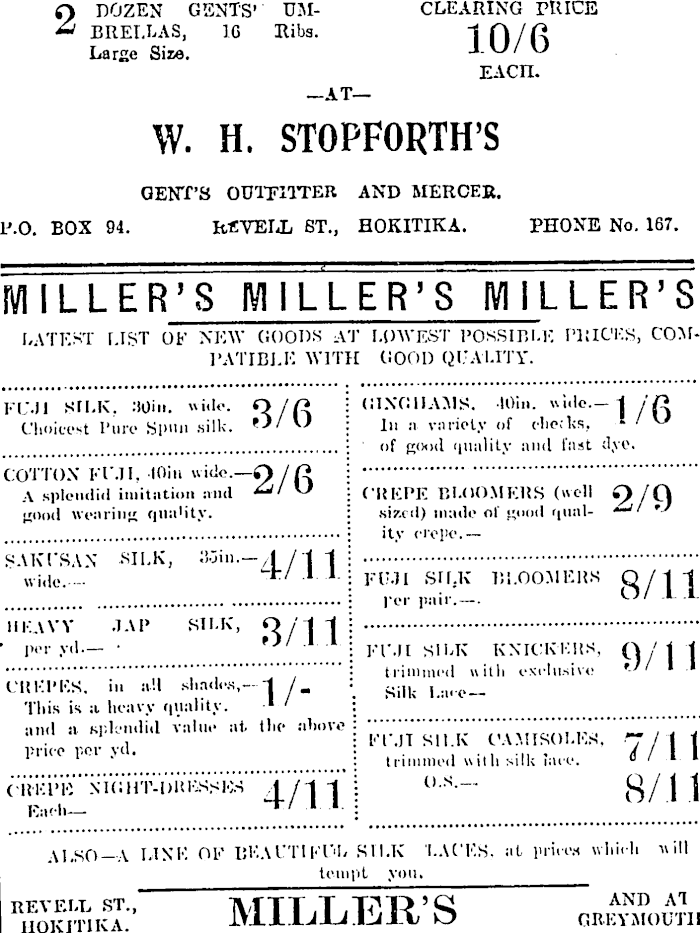 2 DOZEN GENTS' UM-
BRELLAS, 16 Ribs.
Large Size.
CLEARING PRICE
10/6
EACH.
—AT—
W. H. STOPFORTH'S
GENT'S OUTFITTER AND MERCER.
P.O. BOX 94. REVELL ST., HOKITIKA. PHONE No. 167.
MILLER'S MILLER'S MILLER'S
LATEST LIST OF NEW GOODS AT LOWEST POSSIBLE PRICES, COM-
PATIBLE WITH GOOD QUALITY.
FUJI SILK, 30in. wide. 3/6
Choicest Pure Spun silk.
COTTON FUJI, 40in wide.— 2/6
A splendid imitation and
good wearing quality.
SAKUSAN SILK, 35in.— 4/11
wide.—
HEAVY JAP SILK, 3/11
per yd.—
CREPES, in all shades,— 1/-
This is a heavy quality.
and a splendid value at the above
price per yd.
CREPE NIGHT-DRESSES 4/11
Each—
GINGHAMS, 40in. wide.— 1/6
In a variety of checks,
of good quality and fast dye.
CREPE BLOOMERS (well 2/9
sized) made of good qual-
ity crepe.—
FUJI SILK BLOOMERS 8/11
per pair.—
FUJI SILK KNICKERS, 9/11
trimmed with exclusive
Silk Lace—
FUJI SILK CAMISOLES, 7/11
trimmed with silk lace.
O.S.— 8/11
ALSO—A LINE OF BEAUTIFUL SILK LACES, at prices which will
tempt you.
REVELL ST.,
HOKITIKA.
MILLER'S
AND AT
GREYMOUTH